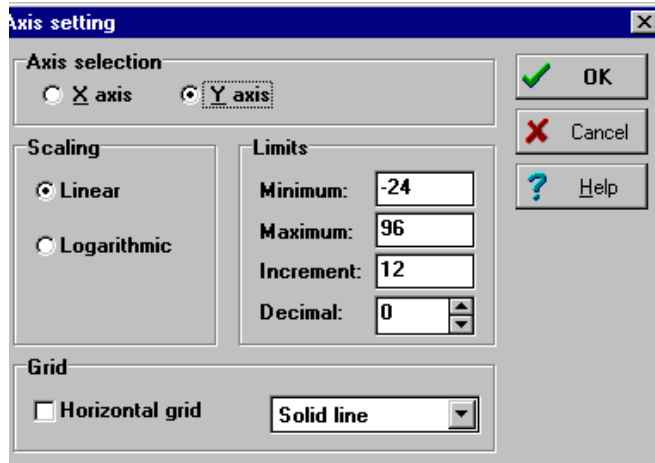 Axis setting
Axis selection
X axis
Y axis
OK
Cancel
Help
Scaling
Linear
Logarithmic
Limits
Minimum: -24
Maximum: 96
Increment: 12
Decimal: 0
Grid
Horizontal grid
Solid line